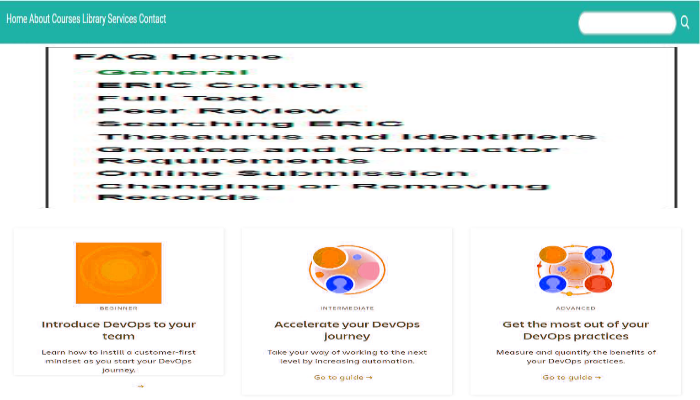 Home About Courses Library Services Contact
FAQ Home
General
ERIC Content
Full Text
Peer Review
Searching ERIC
Thesaurus and Identifiers
Grantee and Contractor
Requirements
Online Submission
Changing or Removing
Records
BEGINNER
Introduce DevOps to your
team
Learn how to instill a customer-first
mindset as you start your DevOps
journey.
→
INTERMEDIATE
Accelerate your DevOps
journey
Take your way of working to the next
level by increasing automation.
Go to guide →
ADVANCED
Get the most out of your
DevOps practices
Measure and quantify the benefits of
your DevOps practices.
Go to guide →